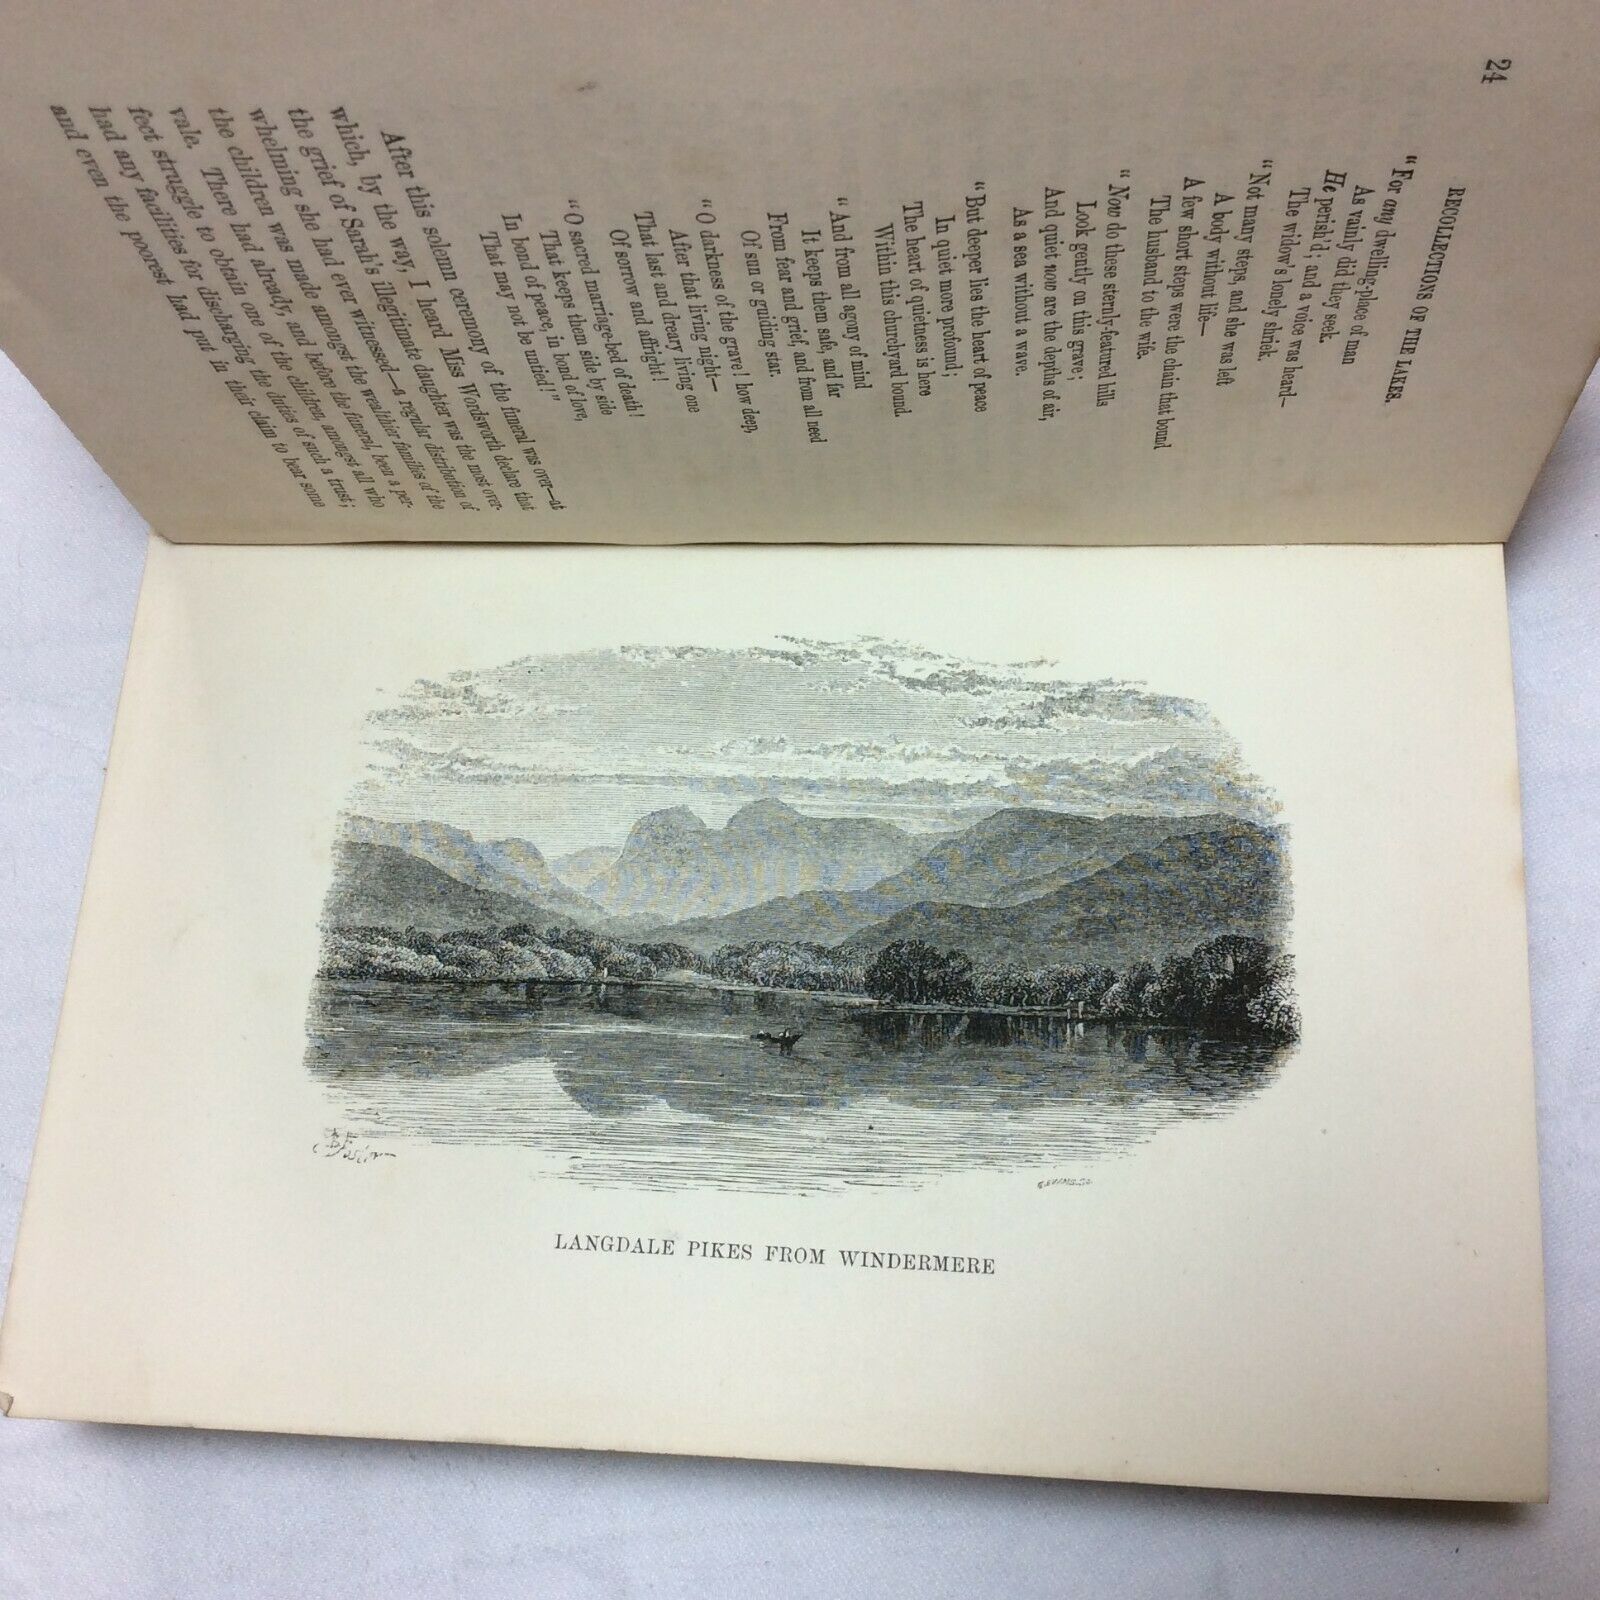 24
RECOLLECTIONS OF THE LAKES.
"For any dwelling-place of man
As vainly did they seek.
He perish'd; and a voice was heard—
The widow's lonely shriek.
"Not many steps, and she was left
A body without life—
A few short steps were the chain that bound
The husband to the wife.
"Now do these sternly-featured hills
Look gently on this grave;
And quiet now are the depths of air,
As a sea without a wave.
"But deeper lies the heart of peace
In quiet more profound;
The heart of quietness is here
Within this churchyard bound.
"And from all agony of mind
It keeps them safe, and far
From fear and grief, and from all need
Of sun or guiding star.
"O darkness of the grave! how deep,
After that living night—
That last and dreary living one
Of sorrow and affright!
"O sacred marriage-bed of death!
That keeps them side by side
In bond of peace, in bond of love,
That may not be untied!"
After this solemn ceremony of the funeral was over—at
which, by the way, I heard Miss Wordsworth declare that
the grief of Sarah's illegitimate daughter was the most over-
whelming she had ever witnessed—a regular distribution of
the children was made amongst the wealthier families of the
vale. There had already, and before the funeral, been a per-
fect struggle to obtain one of the children, amongst all who
had any facilities for discharging the duties of such a trust;
and even the poorest had put in their claim to bear some
Foster
E. EVANS. SC.
LANGDALE PIKES FROM WINDERMERE